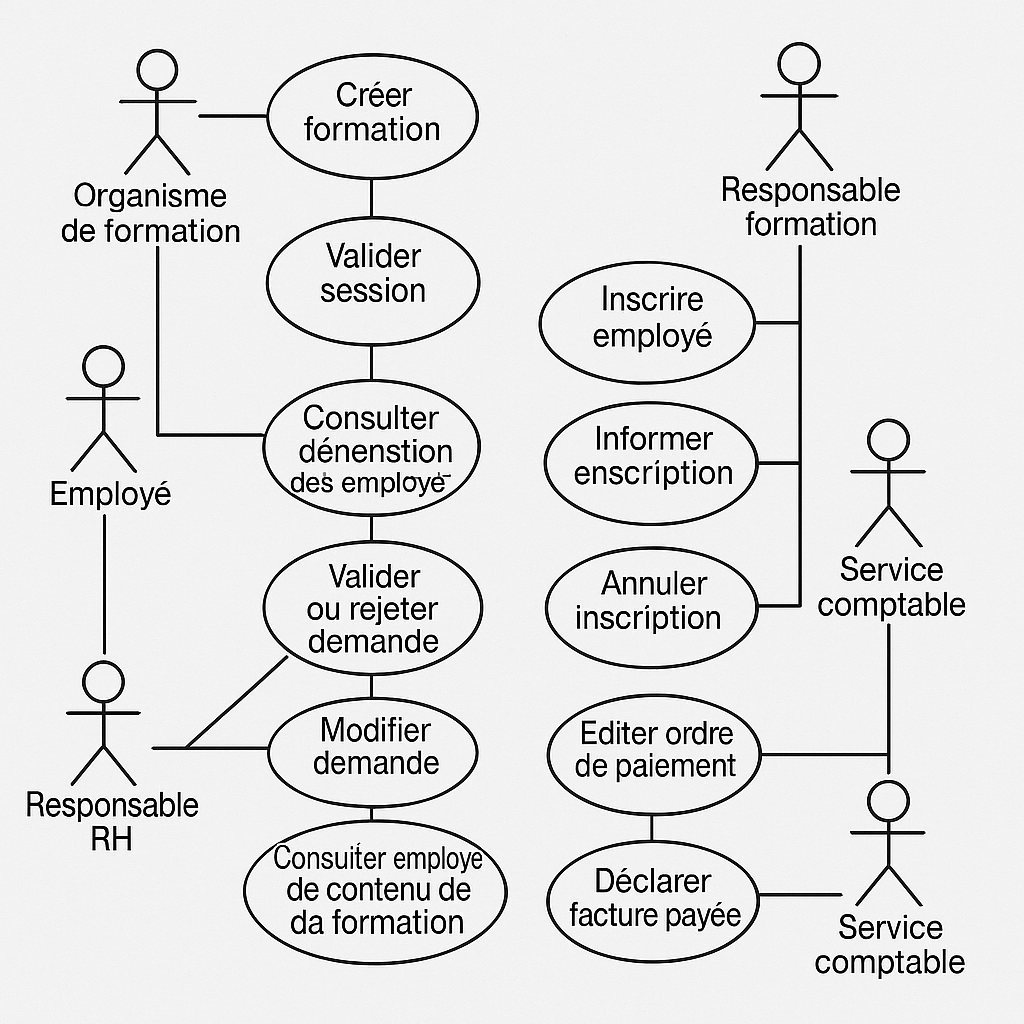 Créer
formation
Organisme
de formation
Valider
session
Consulter
dénenstion
des employé
Employé
Valider
ou rejeter
demande
Modifier
demande
Responsable
RH
Consuiter employe
de contenu de
da formation
Responsable
formation
Inscrire
employé
Informer
enscription
Annuler
inscription
Service
comptable
Editer ordre
de paiement
Déclarer
facture payée
Service
comptable